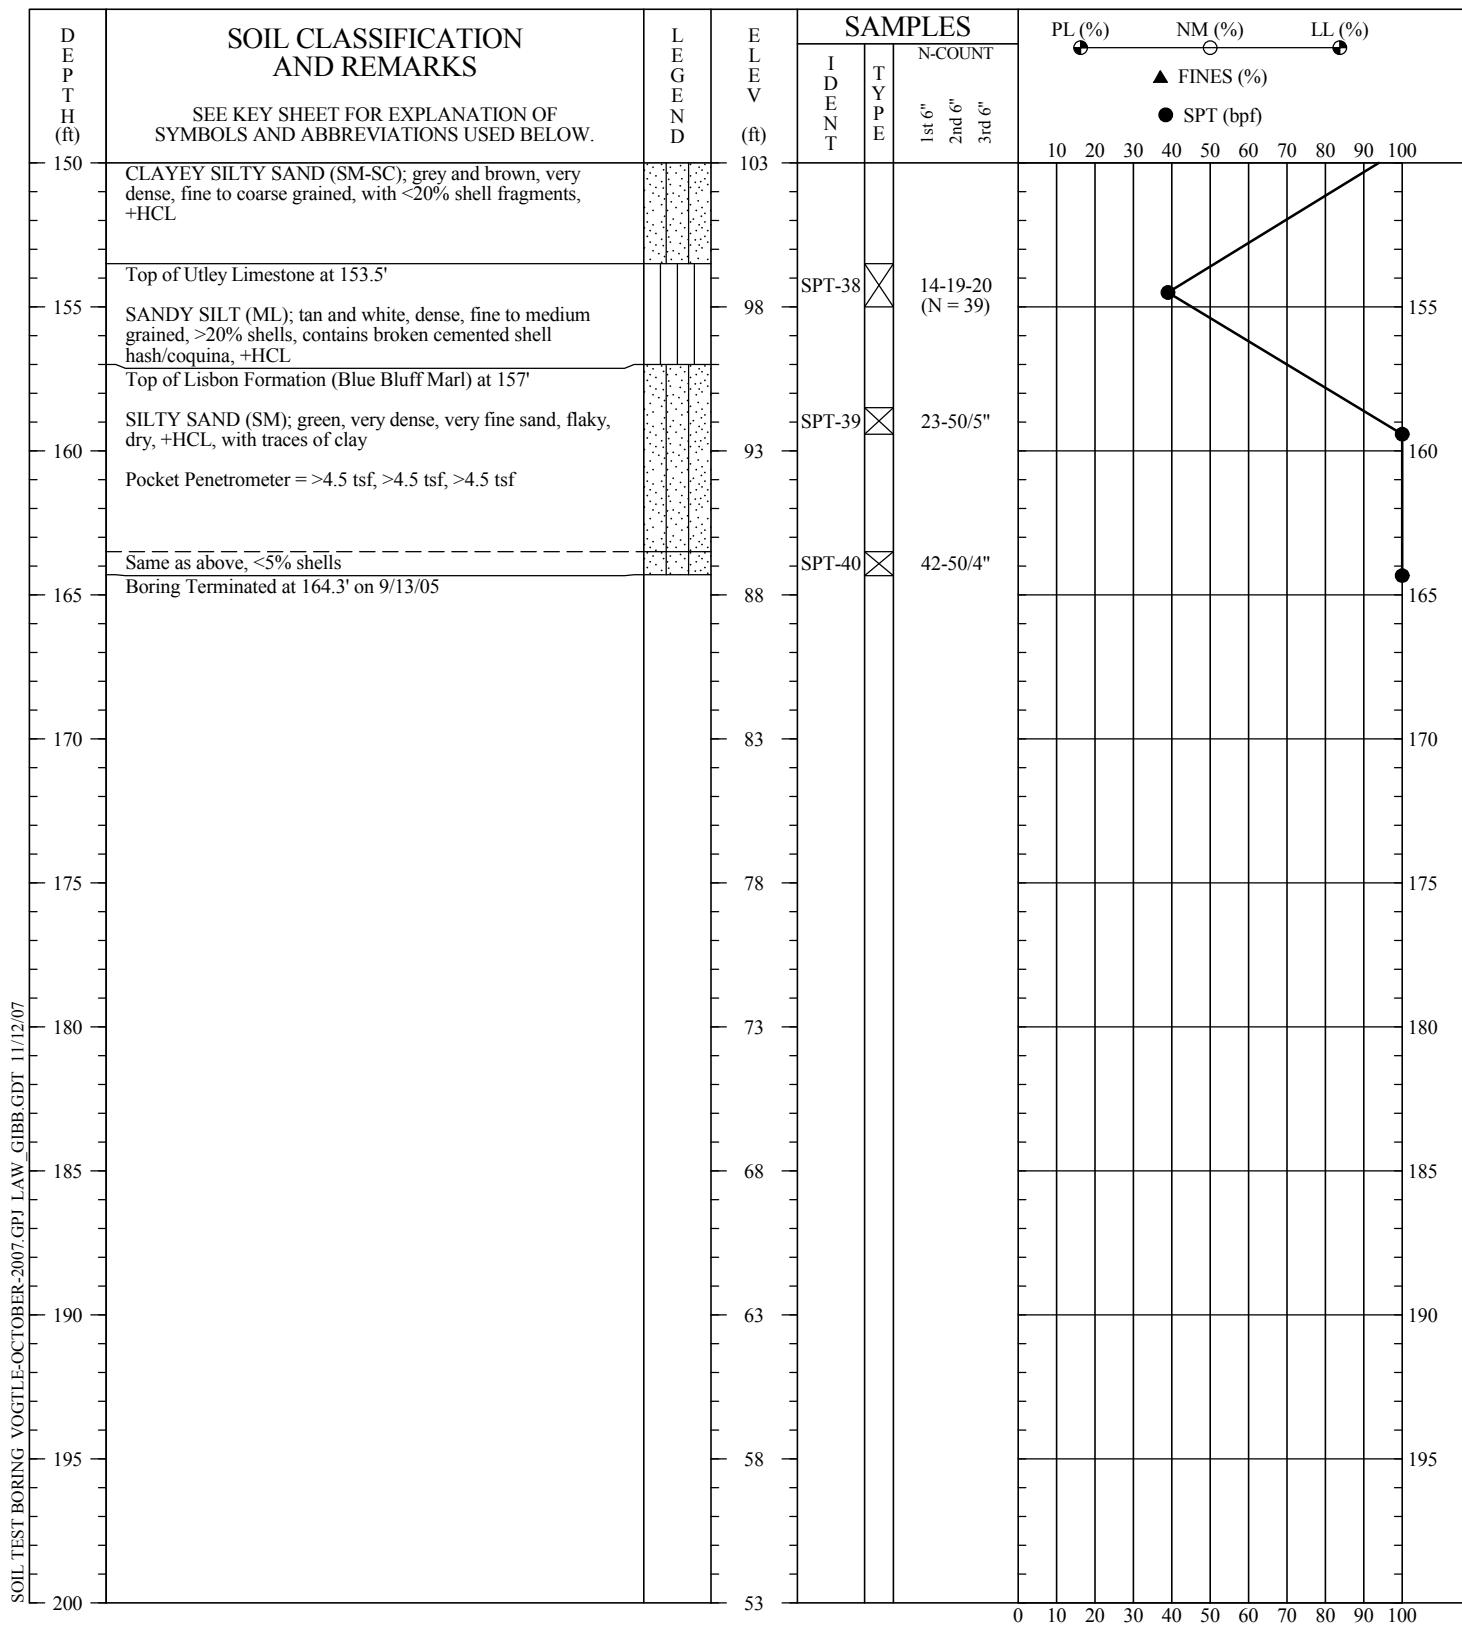 DEPTH
(ft)
SOIL CLASSIFICATION
AND REMARKS
SEE KEY SHEET FOR EXPLANATION OF
SYMBOLS AND ABBREVIATIONS USED BELOW.
LEGEND
ELEV
(ft)
SAMPLES
IDENT
TYPE
N-COUNT
1st 6"
2nd 6"
3rd 6"
PL (%)
NM (%)
LL (%)
▲ FINES (%)
● SPT (bpf)
10 20 30 40 50 60 70 80 90 100
150
CLAYEY SILTY SAND (SM-SC); grey and brown, very
dense, fine to coarse grained, with <20% shell fragments,
+HCL
103
Top of Utley Limestone at 153.5'
SPT-38
14-19-20
(N = 39)
155
SANDY SILT (ML); tan and white, dense, fine to medium
grained, >20% shells, contains broken cemented shell
hash/coquina, +HCL
98
155
Top of Lisbon Formation (Blue Bluff Marl) at 157'
SILTY SAND (SM); green, very dense, very fine sand, flaky,
dry, +HCL, with traces of clay
SPT-39
23-50/5"
160
93
160
Pocket Penetrometer = >4.5 tsf, >4.5 tsf, >4.5 tsf
Same as above, <5% shells
SPT-40
42-50/4"
Boring Terminated at 164.3' on 9/13/05
165
88
165
170
83
170
175
78
175
180
73
180
185
68
185
190
63
190
195
58
195
200
53
0 10 20 30 40 50 60 70 80 90 100
SOIL TEST BORING VOGTLE-OCTOBER-2007.GPJ LAW_GIBB.GDT 11/12/07